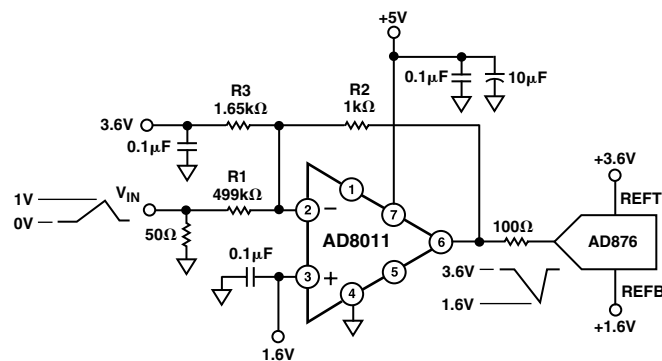 +5V
R3
1.65kΩ
R2
1kΩ
0.1μF
10μF
3.6V
0.1μF
+3.6V
1V
0V
VIN
R1
499kΩ
50Ω
1
2
–
7
AD8011
6
100Ω
REFT
AD876
0.1μF
3
+
5
4
3.6V
1.6V
REFB
+1.6V
1.6V